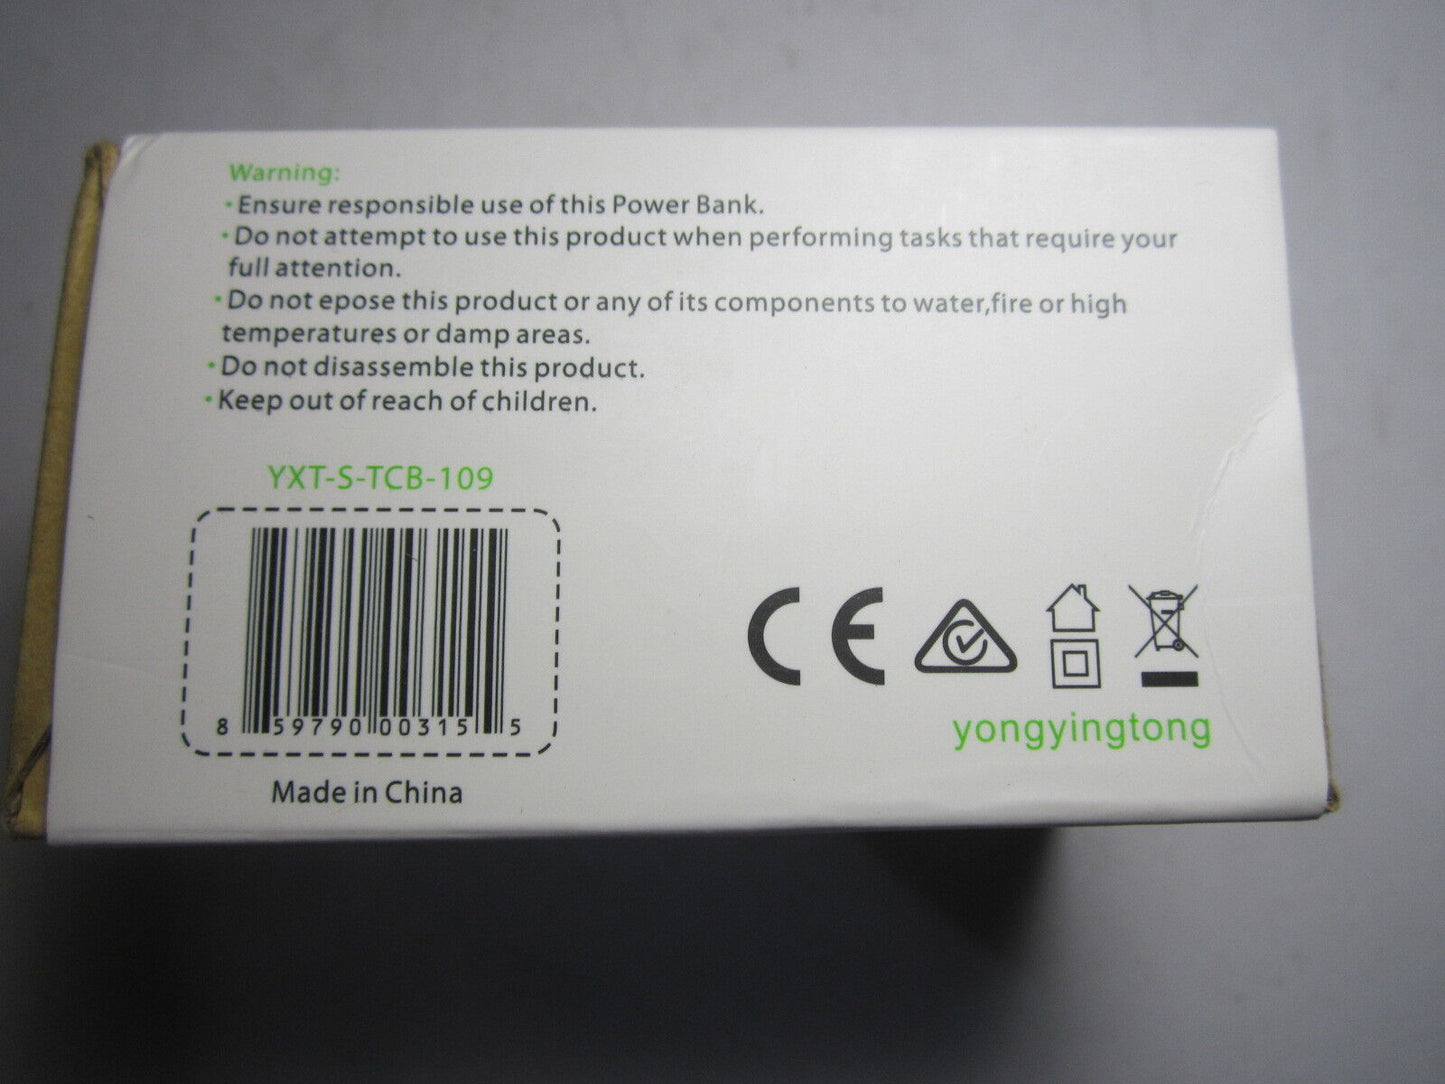 Warning:
·Ensure responsible use of this Power Bank.
·Do not attempt to use this product when performing tasks that require your
full attention.
·Do not epose this product or any of its components to water,fire or high
temperatures or damp areas.
·Do not disassemble this product.
·Keep out of reach of children.
YXT-S-TCB-109
8 59790 00315 5
Made in China
CE
yongyingtong